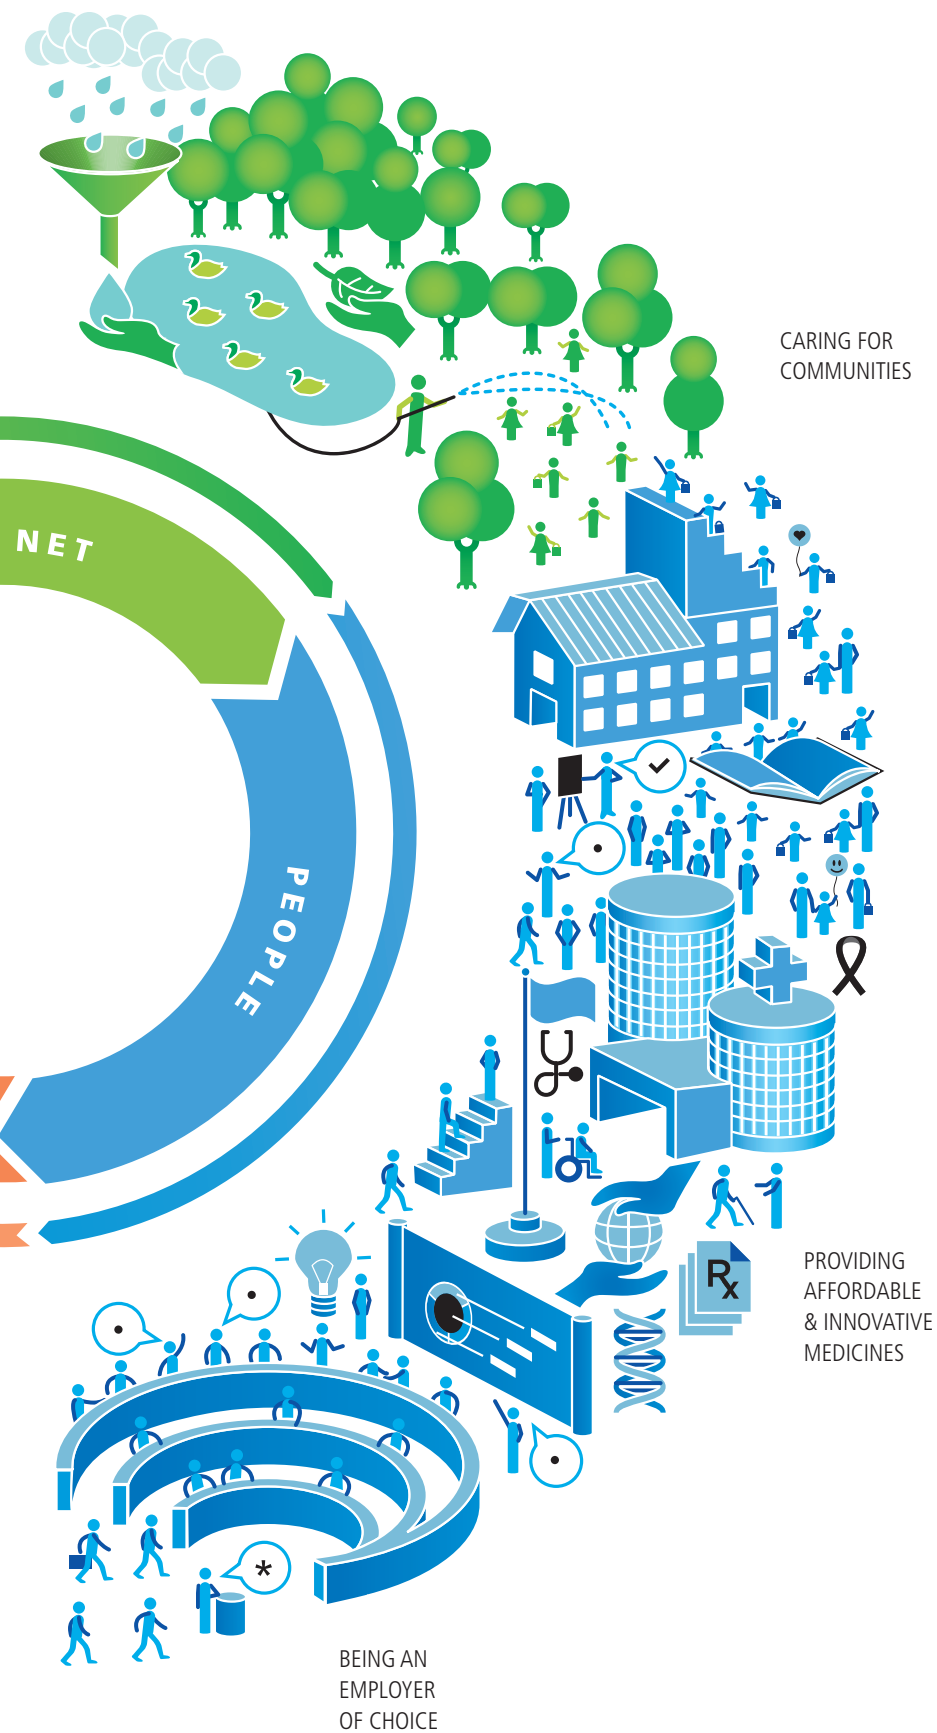 CARING FOR
COMMUNITIES
NET
PEOPLE
PROVIDING
AFFORDABLE
& INNOVATIVE
MEDICINES
Rx
*
BEING AN
EMPLOYER
OF CHOICE